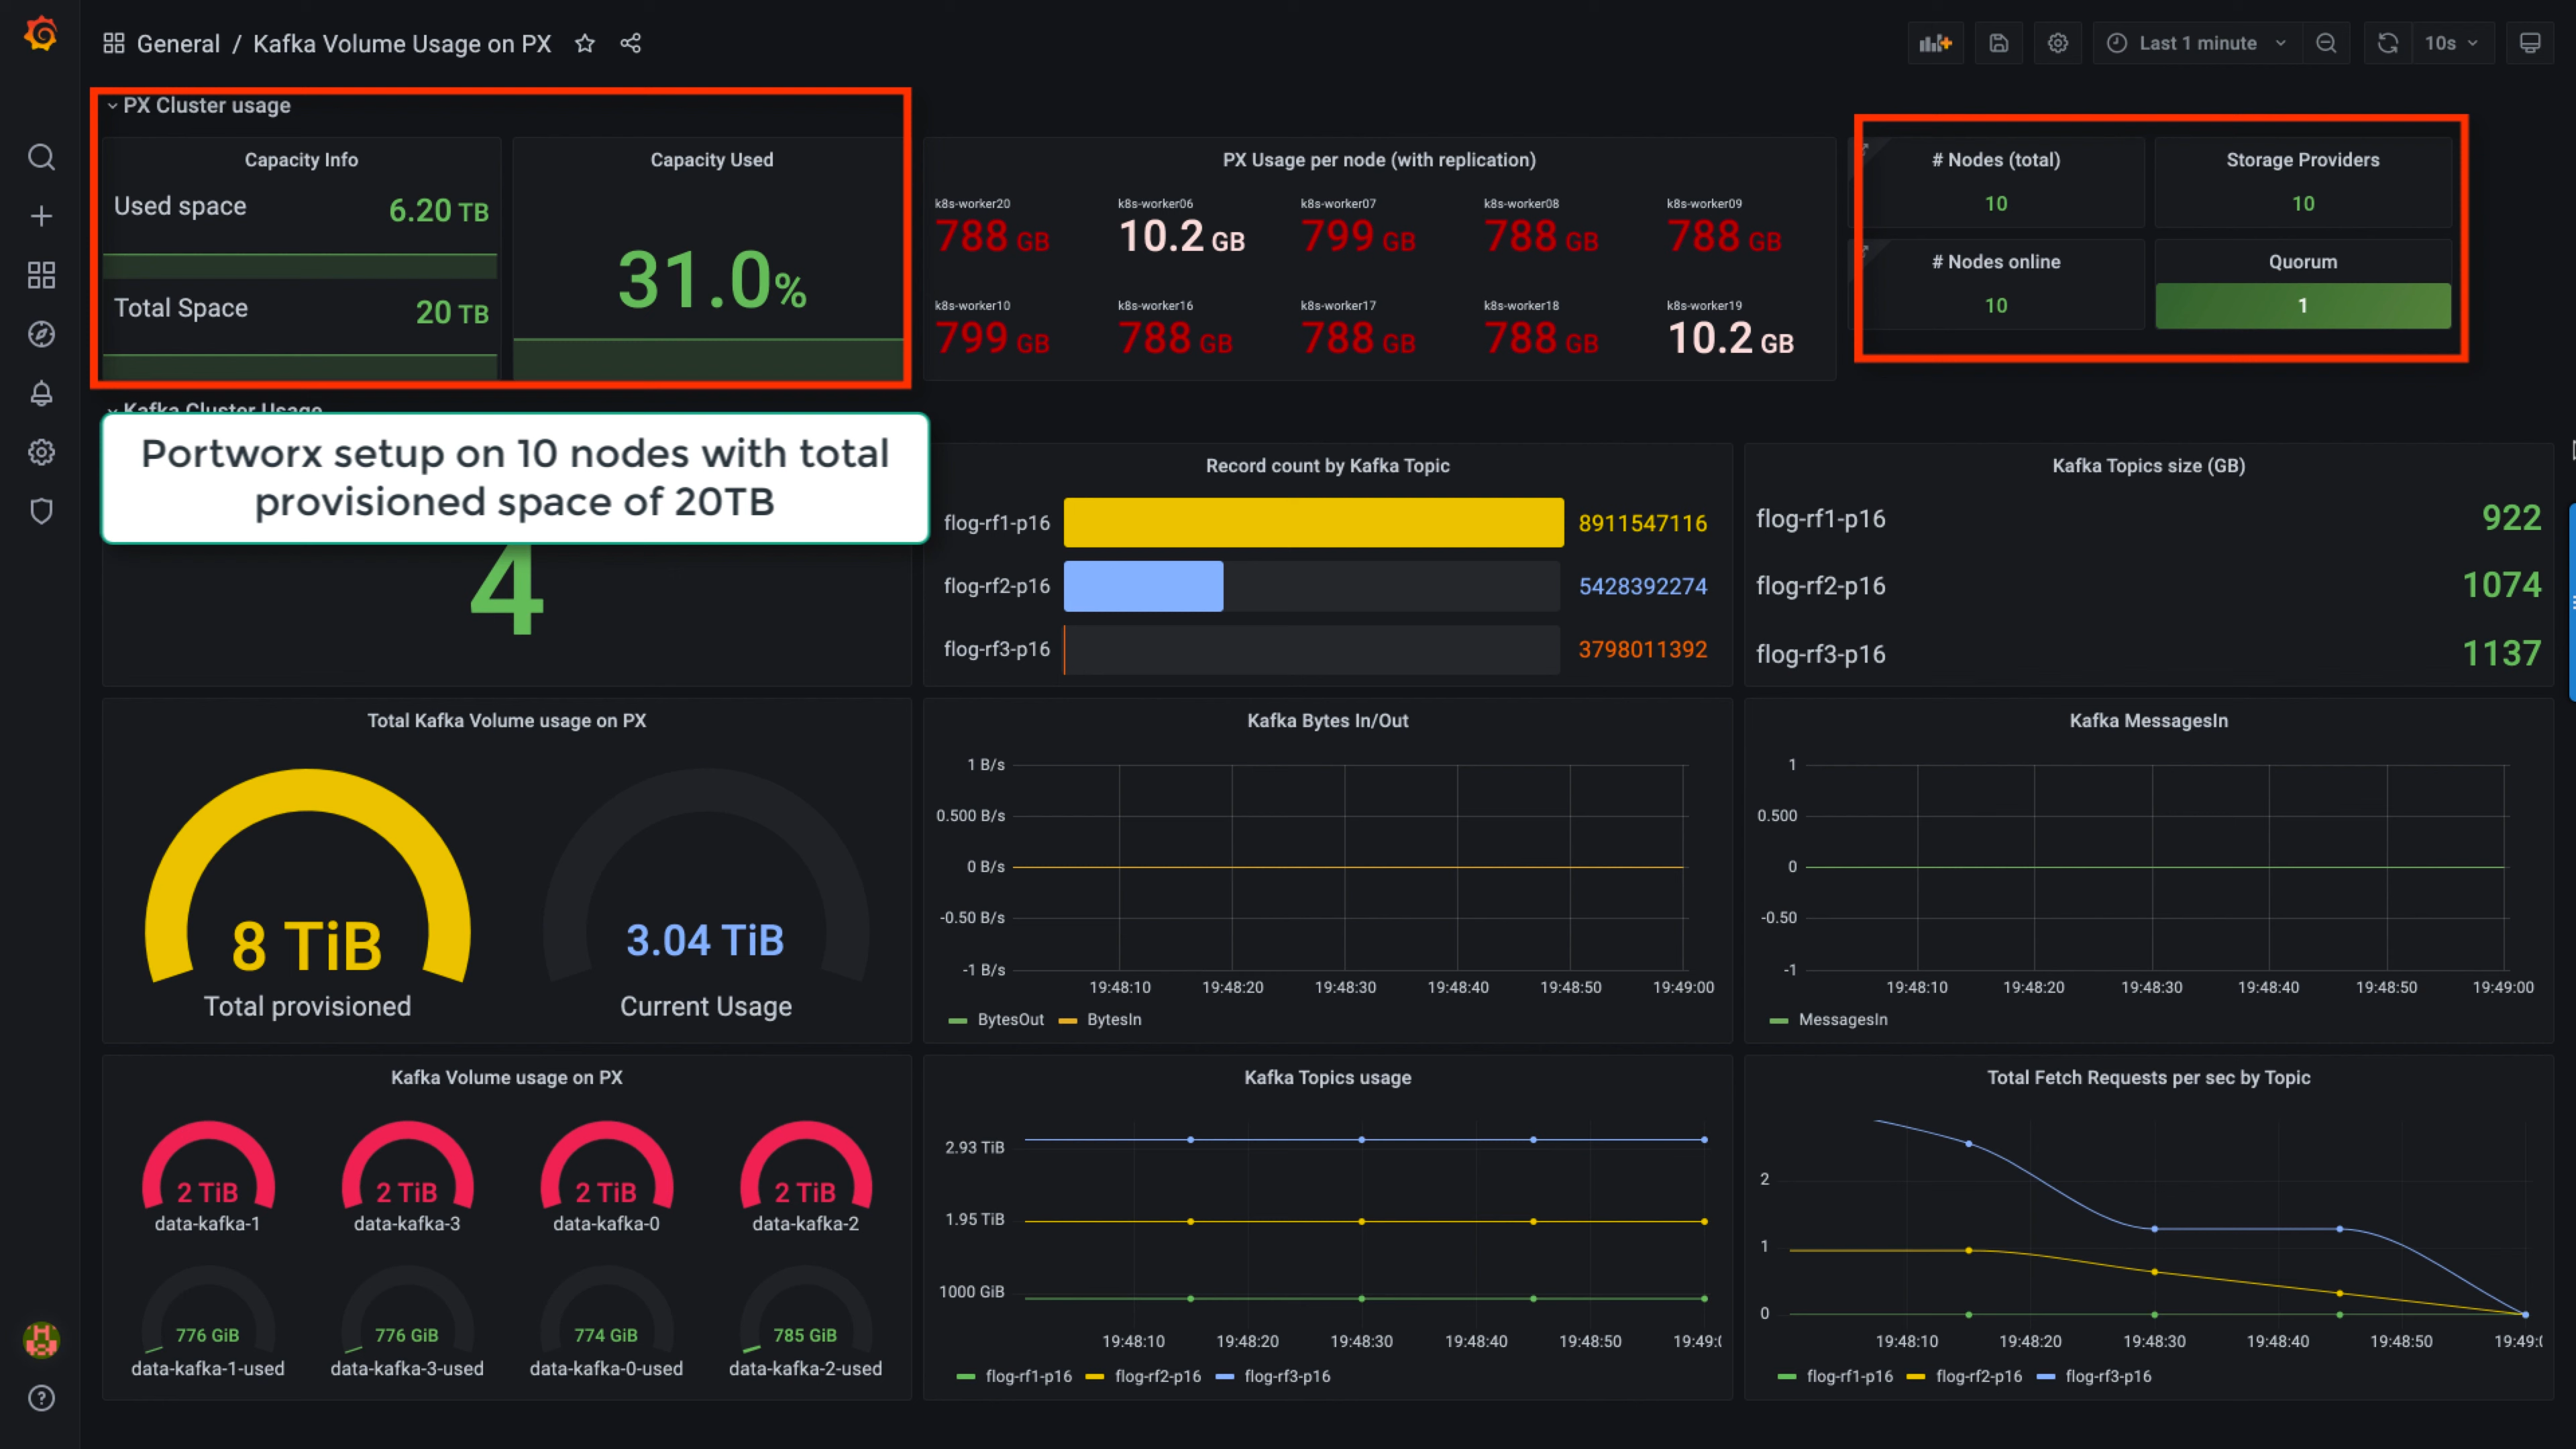 General / Kafka Volume Usage on PX
Last 1 minute
10s
PX Cluster usage
Capacity Info
Used space
6.20 TB
Total Space
20 TB
Capacity Used
31.0%
PX Usage per node (with replication)
k8s-worker20
788 GB
k8s-worker06
10.2 GB
k8s-worker07
799 GB
k8s-worker08
788 GB
k8s-worker09
788 GB
k8s-worker10
799 GB
k8s-worker16
788 GB
k8s-worker17
788 GB
k8s-worker18
788 GB
k8s-worker19
10.2 GB
# Nodes (total)
10
Storage Providers
10
# Nodes online
10
Quorum
1
Kafka Cluster Usage
Portworx setup on 10 nodes with total
provisioned space of 20TB
4
Record count by Kafka Topic
flog-rf1-p16
8911547116
flog-rf2-p16
5428392274
flog-rf3-p16
3798011392
Kafka Topics size (GB)
flog-rf1-p16
922
flog-rf2-p16
1074
flog-rf3-p16
1137
Total Kafka Volume usage on PX
8 TiB
Total provisioned
3.04 TiB
Current Usage
Kafka Bytes In/Out
1 B/s
0.500 B/s
0 B/s
-0.50 B/s
-1 B/s
19:48:10 19:48:20 19:48:30 19:48:40 19:48:50 19:49:00
BytesOut BytesIn
Kafka MessagesIn
1
0.500
0
-0.50
-1
19:48:10 19:48:20 19:48:30 19:48:40 19:48:50 19:49:00
MessagesIn
Kafka Volume usage on PX
2 TiB
data-kafka-1
2 TiB
data-kafka-3
2 TiB
data-kafka-0
2 TiB
data-kafka-2
776 GiB
data-kafka-1-used
776 GiB
data-kafka-3-used
774 GiB
data-kafka-0-used
785 GiB
data-kafka-2-used
Kafka Topics usage
2.93 TiB
1.95 TiB
1000 GiB
19:48:10 19:48:20 19:48:30 19:48:40 19:48:50 19:49:(
flog-rf1-p16 flog-rf2-p16 flog-rf3-p16
Total Fetch Requests per sec by Topic
2
1
0
19:48:10 19:48:20 19:48:30 19:48:40 19:48:50 19:49:(
flog-rf1-p16 flog-rf2-p16 flog-rf3-p16